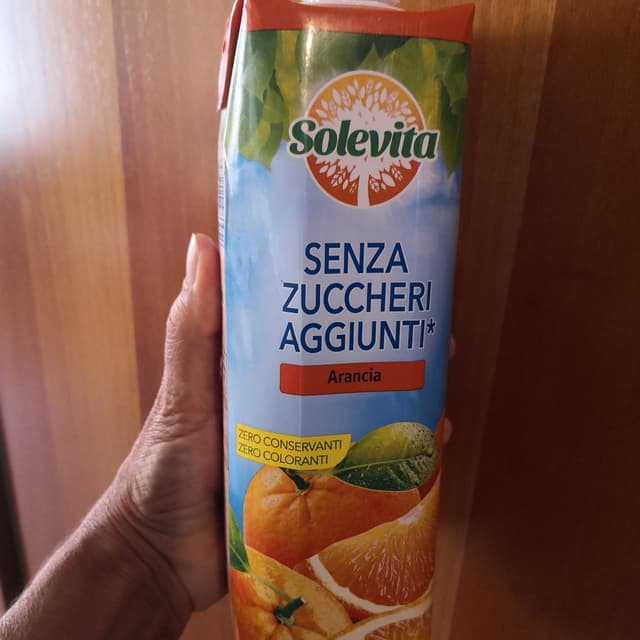 Solevita
SENZA
ZUCCHERI
AGGIUNTI*
Arancia
ZERO CONSERVANTI
ZERO COLORANTI